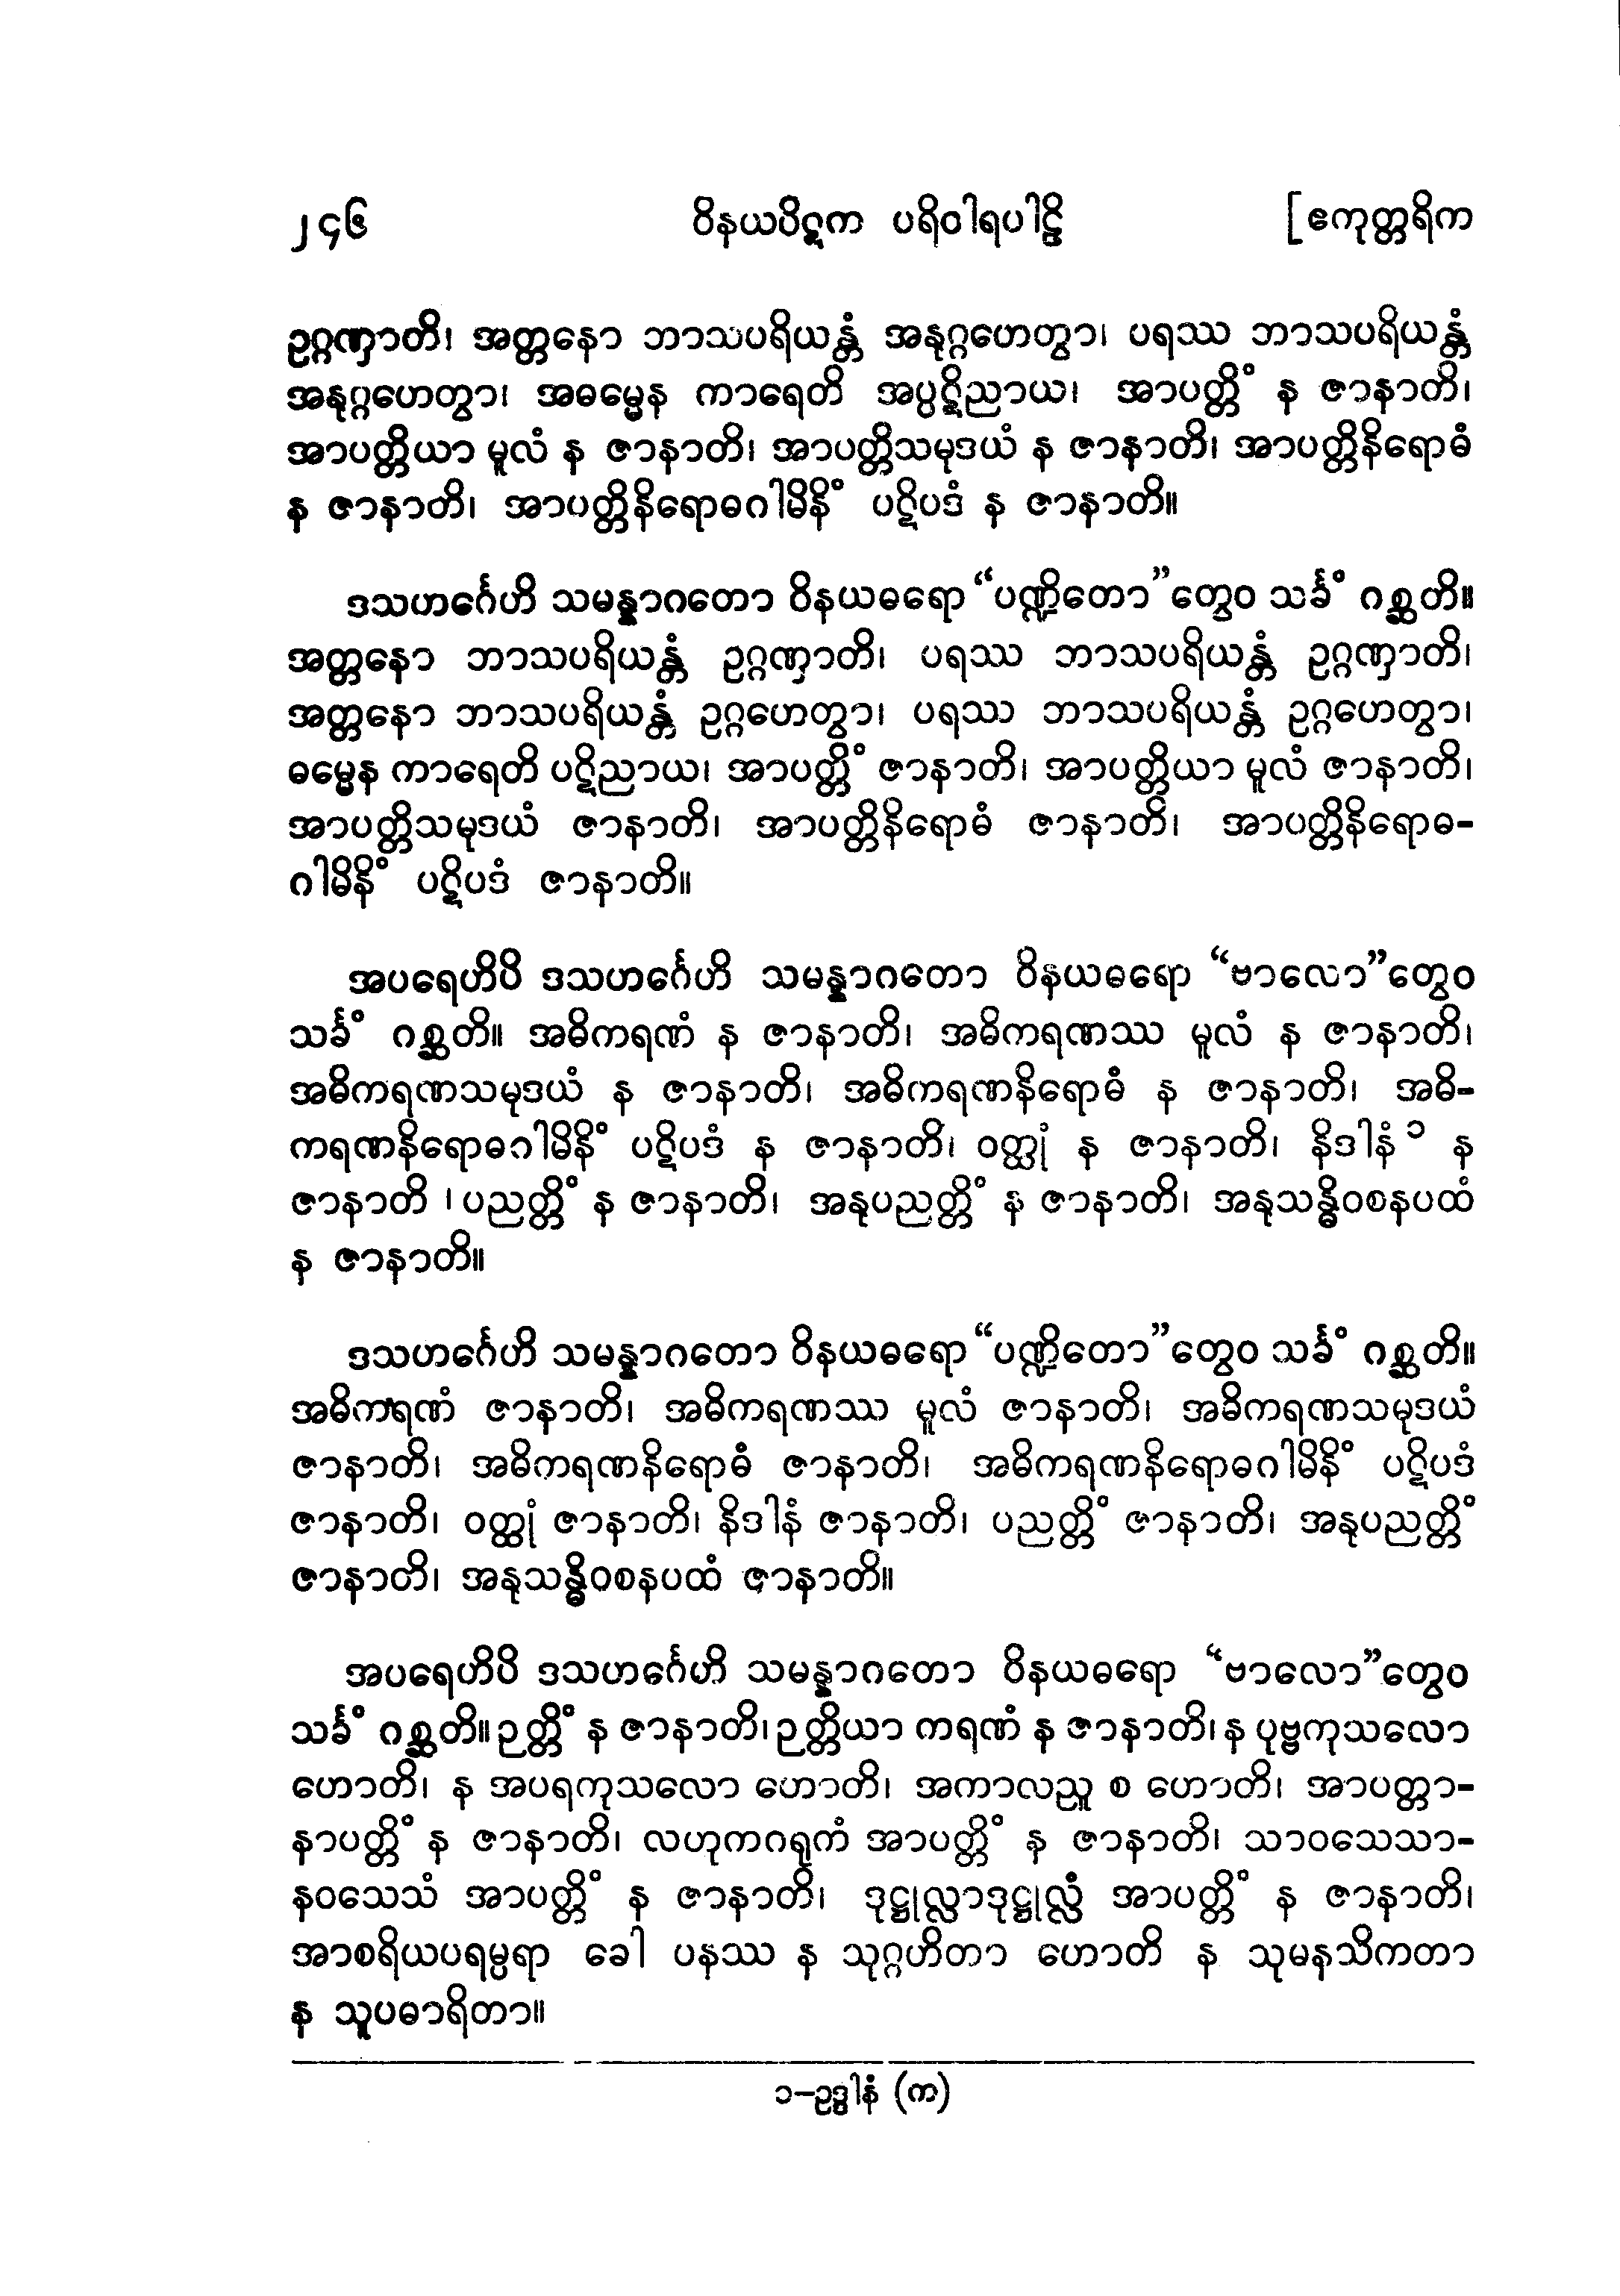 ၂၄၆ ဝိနယပိဋက ပရိဝါရပါဠိ [ဧကုတ္တရိက
ဥဂ္ဂဏှာတိ၊ အတ္တနော ဘာသပရိယန္တံ အနုဂ္ဂဟေတွာ၊ ပရဿ ဘာသပရိယန္တံ
အနုဂ္ဂဟေတွာ၊ အဓမ္မေန ကာရေတိ အပ္ပဋိညာယ၊ အာပတ္တိံ န ဇာနာတိ၊
အာပတ္တိယာ မူလံ န ဇာနာတိ၊ အာပတ္တိသမုဒယံ န ဇာနာတိ၊ အာပတ္တိနိရောဓံ
န ဇာနာတိ၊ အာပတ္တိနိရောဓဂါမိနိံ ပဋိပဒံ န ဇာနာတိ။
ဒသဟင်္ဂေဟိ သမန္နာဂတော ဝိနယဓရော “ပဏ္ဍိတော”တွေဝ သင်္ခံ ဂစ္ဆတိ။
အတ္တနော ဘာသပရိယန္တံ ဥဂ္ဂဏှာတိ၊ ပရဿ ဘာသပရိယန္တံ ဥဂ္ဂဏှာတိ၊
အတ္တနော ဘာသပရိယန္တံ ဥဂ္ဂဟေတွာ၊ ပရဿ ဘာသပရိယန္တံ ဥဂ္ဂဟေတွာ၊
ဓမ္မေန ကာရေတိ ပဋိညာယ၊ အာပတ္တိံ ဇာနာတိ၊ အာပတ္တိယာ မူလံ ဇာနာတိ၊
အာပတ္တိသမုဒယံ ဇာနာတိ၊ အာပတ္တိနိရောဓံ ဇာနာတိ၊ အာပတ္တိနိရောဓ-
ဂါမိနိံ ပဋိပဒံ ဇာနာတိ။
အပရေဟိပိ ဒသဟင်္ဂေဟိ သမန္နာဂတော ဝိနယဓရော “ဗာလော”တွေဝ
သင်္ခံ ဂစ္ဆတိ။ အဓိကရဏံ န ဇာနာတိ၊ အဓိကရဏဿ မူလံ န ဇာနာတိ၊
အဓိကရဏသမုဒယံ န ဇာနာတိ၊ အဓိကရဏနိရောဓံ န ဇာနာတိ၊ အဓိ-
ကရဏနိရောဓဂါမိနိံ ပဋိပဒံ န ဇာနာတိ၊ ဝတ္ထုံ န ဇာနာတိ၊ နိဒါနံ ၁ န
ဇာနာတိ ၊ပညတ္တိံ န ဇာနာတိ၊ အနုပညတ္တိံ န ဇာနာတိ၊ အနုသန္ဓိဝစနပထံ
န ဇာနာတိ။
ဒသဟင်္ဂေဟိ သမန္နာဂတော ဝိနယဓရော “ပဏ္ဍိတော”တွေဝ သင်္ခံ ဂစ္ဆတိ။
အဓိကရဏံ ဇာနာတိ၊ အဓိကရဏဿ မူလံ ဇာနာတိ၊ အဓိကရဏသမုဒယံ
ဇာနာတိ၊ အဓိကရဏနိရောဓံ ဇာနာတိ၊ အဓိကရဏနိရောဓဂါမိနိံ ပဋိပဒံ
ဇာနာတိ၊ ဝတ္ထုံ ဇာနာတိ၊ နိဒါနံ ဇာနာတိ၊ ပညတ္တိံ ဇာနာတိ၊ အနုပညတ္တိံ
ဇာနာတိ၊ အနုသန္ဓိဝစနပထံ ဇာနာတိ။
အပရေဟိပိ ဒသဟင်္ဂေဟိ သမန္နာဂတော ဝိနယဓရော “ဗာလော”တွေဝ
သင်္ခံ ဂစ္ဆတိ။ ဉတ္တိံ န ဇာနာတိ၊ ဉတ္တိယာ ကရဏံ န ဇာနာတိ၊ န ပုဗ္ဗကုသလော
ဟောတိ၊ န အပရကုသလော ဟောတိ၊ အကာလညူ စ ဟောတိ၊ အာပတ္တာ-
နာပတ္တိံ န ဇာနာတိ၊ လဟုကဂရုကံ အာပတ္တိံ န ဇာနာတိ၊ သာဝသေသာ-
နဝသေသံ အာပတ္တိံ န ဇာနာတိ၊ ဒုဋ္ဌုလ္လာဒုဋ္ဌုလ္လံ အာပတ္တိံ န ဇာနာတိ၊
အာစရိယပရမ္ပရာ ခေါ ပနဿ န သုဂ္ဂဟိတာ ဟောတိ န သုမနသိကတာ
န သူပဓာရိတာ။
၁-ဥဒ္ဒါနံ (က)